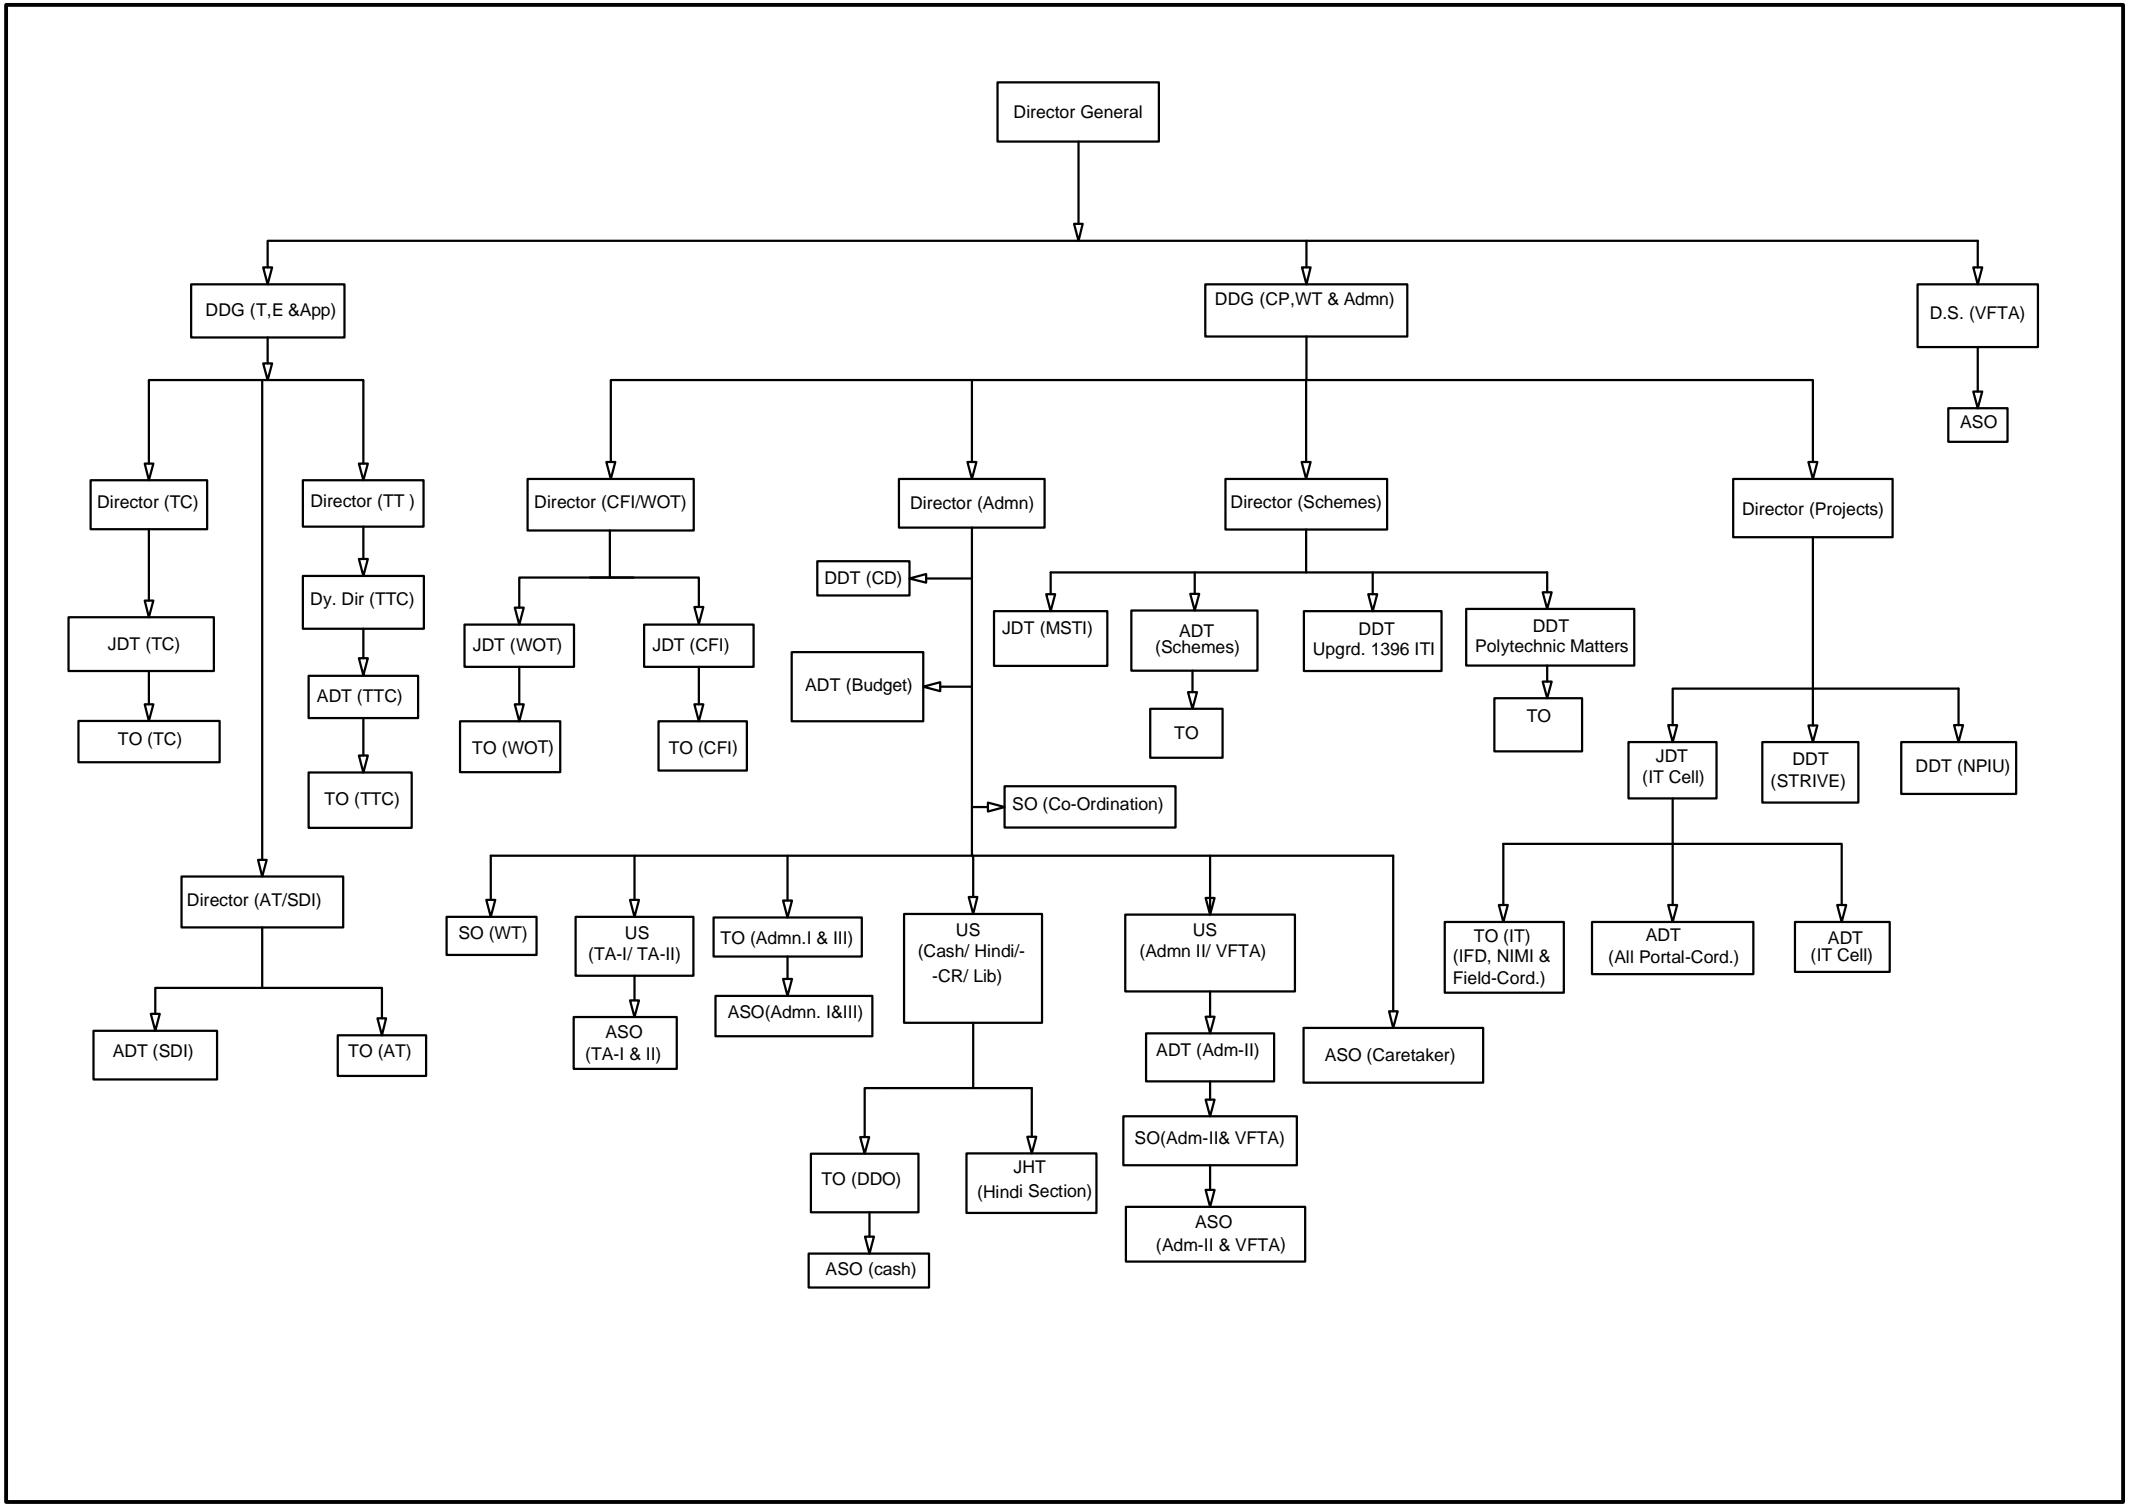 Director General
DDG (T,E &App)
DDG (CP,WT & Admn)
D.S. (VFTA)
ASO
Director (TC)
Director (TT )
Director (CFI/WOT)
Director (Admn)
Director (Schemes)
Director (Projects)
DDT (CD)
Dy. Dir (TTC)
JDT (TC)
JDT (WOT)
JDT (CFI)
JDT (MSTI)
ADT
(Schemes)
DDT
Upgrd. 1396 ITI
DDT
Polytechnic Matters
ADT (Budget)
ADT (TTC)
TO (TC)
TO (WOT)
TO (CFI)
TO
TO
JDT
(IT Cell)
DDT
(STRIVE)
DDT (NPIU)
TO (TTC)
SO (Co-Ordination)
Director (AT/SDI)
SO (WT)
US
(TA-I/ TA-II)
TO (Admn.I & III)
US
(Cash/ Hindi/-
-CR/ Lib)
US
(Admn II/ VFTA)
TO (IT)
(IFD, NIMI &
Field-Cord.)
ADT
(All Portal-Cord.)
ADT
(IT Cell)
ASO(Admn. I&III)
ADT (SDI)
TO (AT)
ASO
(TA-I & II)
ADT (Adm-II)
ASO (Caretaker)
SO(Adm-II& VFTA)
TO (DDO)
JHT
(Hindi Section)
ASO
(Adm-II & VFTA)
ASO (cash)